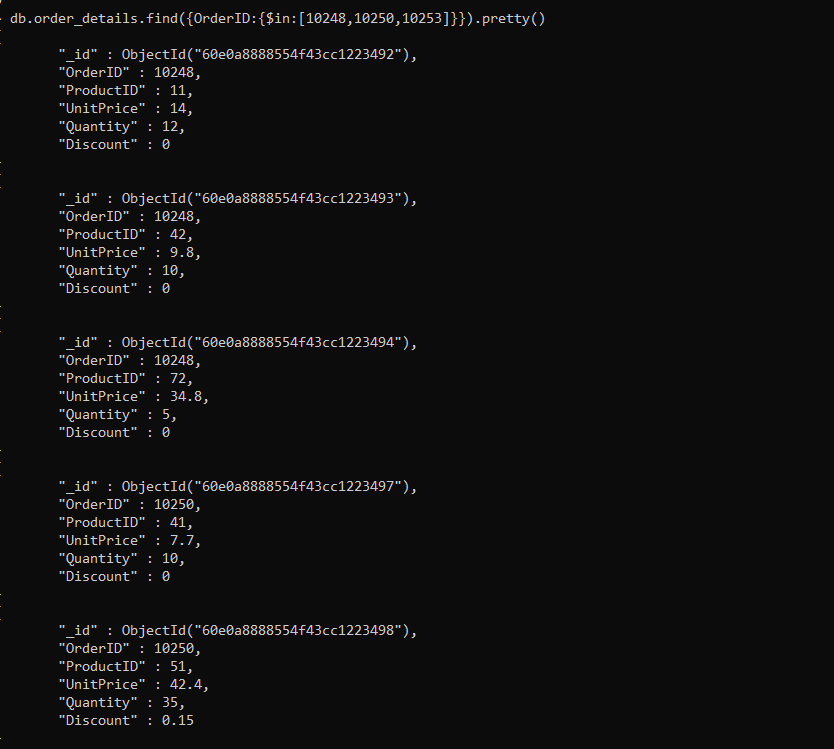 db.order_details.find({OrderID:{$in:[10248,10250,10253]}}).pretty()
"_id" : ObjectId("60e0a8888554f43cc1223492"),
"OrderID" : 10248,
"ProductID" : 11,
"UnitPrice" : 14,
"Quantity" : 12,
"Discount" : 0
"_id" : ObjectId("60e0a8888554f43cc1223493"),
"OrderID" : 10248,
"ProductID" : 42,
"UnitPrice" : 9.8,
"Quantity" : 10,
"Discount" : 0
"_id" : ObjectId("60e0a8888554f43cc1223494"),
"OrderID" : 10248,
"ProductID" : 72,
"UnitPrice" : 34.8,
"Quantity" : 5,
"Discount" : 0
"_id" : ObjectId("60e0a8888554f43cc1223497"),
"OrderID" : 10250,
"ProductID" : 41,
"UnitPrice" : 7.7,
"Quantity" : 10,
"Discount" : 0
"_id" : ObjectId("60e0a8888554f43cc1223498"),
"OrderID" : 10250,
"ProductID" : 51,
"UnitPrice" : 42.4,
"Quantity" : 35,
"Discount" : 0.15